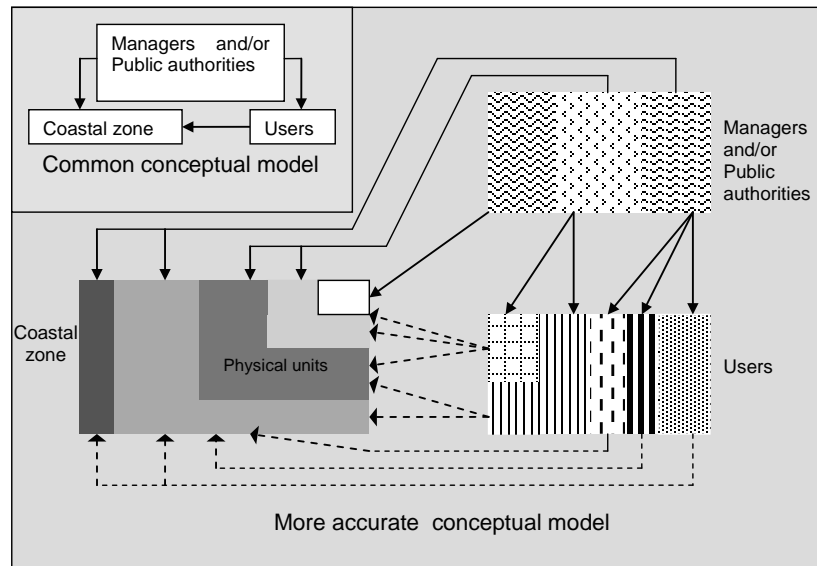 Managers and/or
Public authorities
Coastal zone
Users
Common conceptual model
Managers
and/or
Public
authorities
Coastal
zone
Physical units
Users
More accurate conceptual model